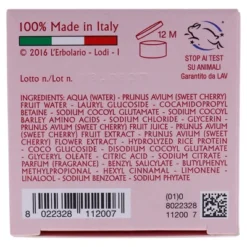 100% Made in Italy
© 2016 L'Erbolario - Lodi - I
Lotto n./Lot n.
12 M
STOP AI TEST
SU ANIMALI
Garantito da LAV
INGREDIENTS: AQUA (WATER) - PRUNUS AVIUM (SWEET CHERRY)
FRUIT WATER - LAURYL GLUCOSIDE - COCAMIDOPROPYL
BETAINE - SODIUM COCOYL GLUTAMATE - SODIUM COCOYL
BARLEY AMINO ACIDS - SODIUM CHLORIDE - GLYCERIN -
PRUNUS AVIUM (SWEET CHERRY) JUICE - PRUNUS AVIUM
(SWEET CHERRY) FRUIT EXTRACT - PRUNUS AVIUM (SWEET
CHERRY) FLOWER EXTRACT - HYDROLYZED RICE PROTEIN
- COCO GLUCOSIDE - DISODIUM COCOYL GLUTAMATE
- GLYCERYL OLEATE - CITRIC ACID - SODIUM CITRATE
- PARFUM (FRAGRANCE) - BENZYL SALICYLATE - BUTYLPHENYL
METHYLPROPIONAL - HEXYL CINNAMAL - LIMONENE -
LINALOOL - SODIUM BENZOATE - SODIUM PHYTATE
8 022328 112007
(01)0
8022328
11200 7